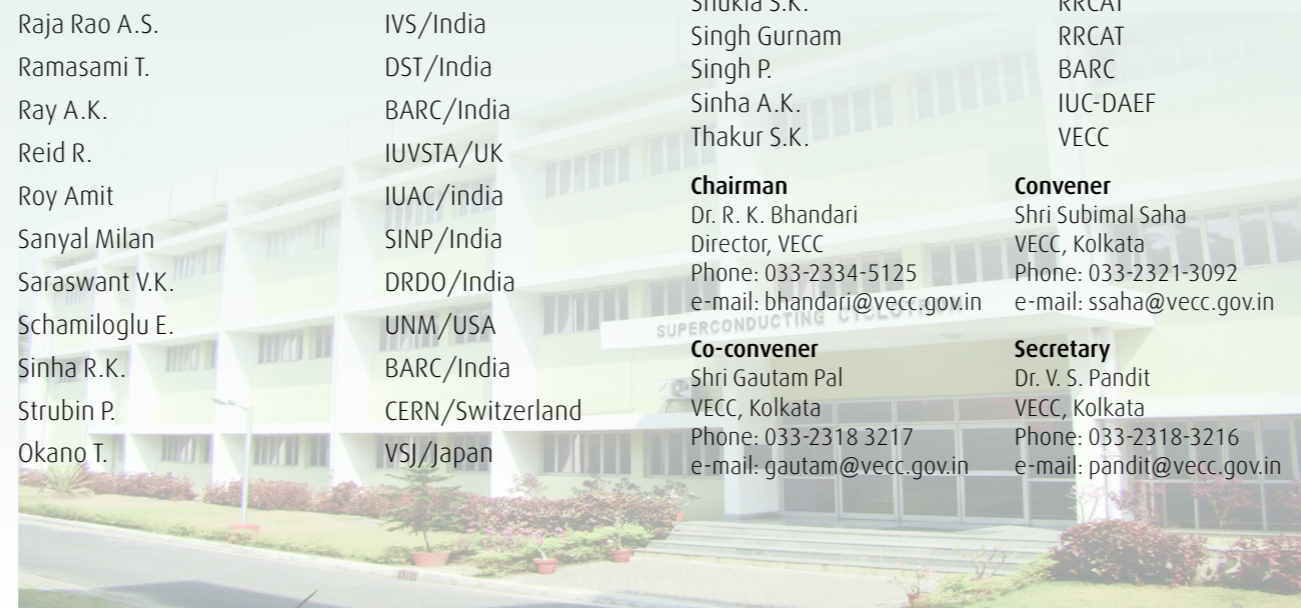 Raja Rao A.S. IVS/India
Ramasami T. DST/India
Ray A.K. BARC/India
Reid R. IUVSTA/UK
Roy Amit IUAC/india
Sanyal Milan SINP/India
Saraswant V.K. DRDO/India
Schamiloglu E. UNM/USA
Sinha R.K. BARC/India
Strubin P. CERN/Switzerland
Okano T. VSJ/Japan
Shukla S.K. RRCAT
Singh Gurnam RRCAT
Singh P. BARC
Sinha A.K. IUC-DAEF
Thakur S.K. VECC
Chairman
Dr. R. K. Bhandari
Director, VECC
Phone: 033-2334-5125
e-mail: bhandari@vecc.gov.in
Convener
Shri Subimal Saha
VECC, Kolkata
Phone: 033-2321-3092
e-mail: ssaha@vecc.gov.in
Co-convener
Shri Gautam Pal
VECC, Kolkata
Phone: 033-2318 3217
e-mail: gautam@vecc.gov.in
Secretary
Dr. V. S. Pandit
VECC, Kolkata
Phone: 033-2318-3216
e-mail: pandit@vecc.gov.in
SUPERCONDUCTING CYCLOTRON